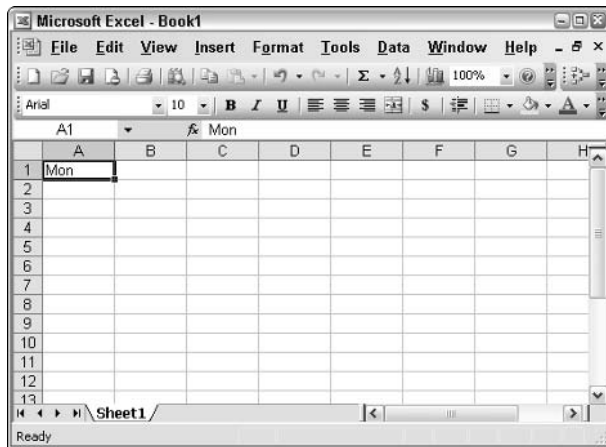 Microsoft Excel - Book1
File Edit View Insert Format Tools Data Window Help
Σ 100%
Arial 10 B I U $ A
A1 fx Mon
A B C D E F G H
1 Mon
2
3
4
5
6
7
8
9
10
11
12
13
Sheet1
Ready